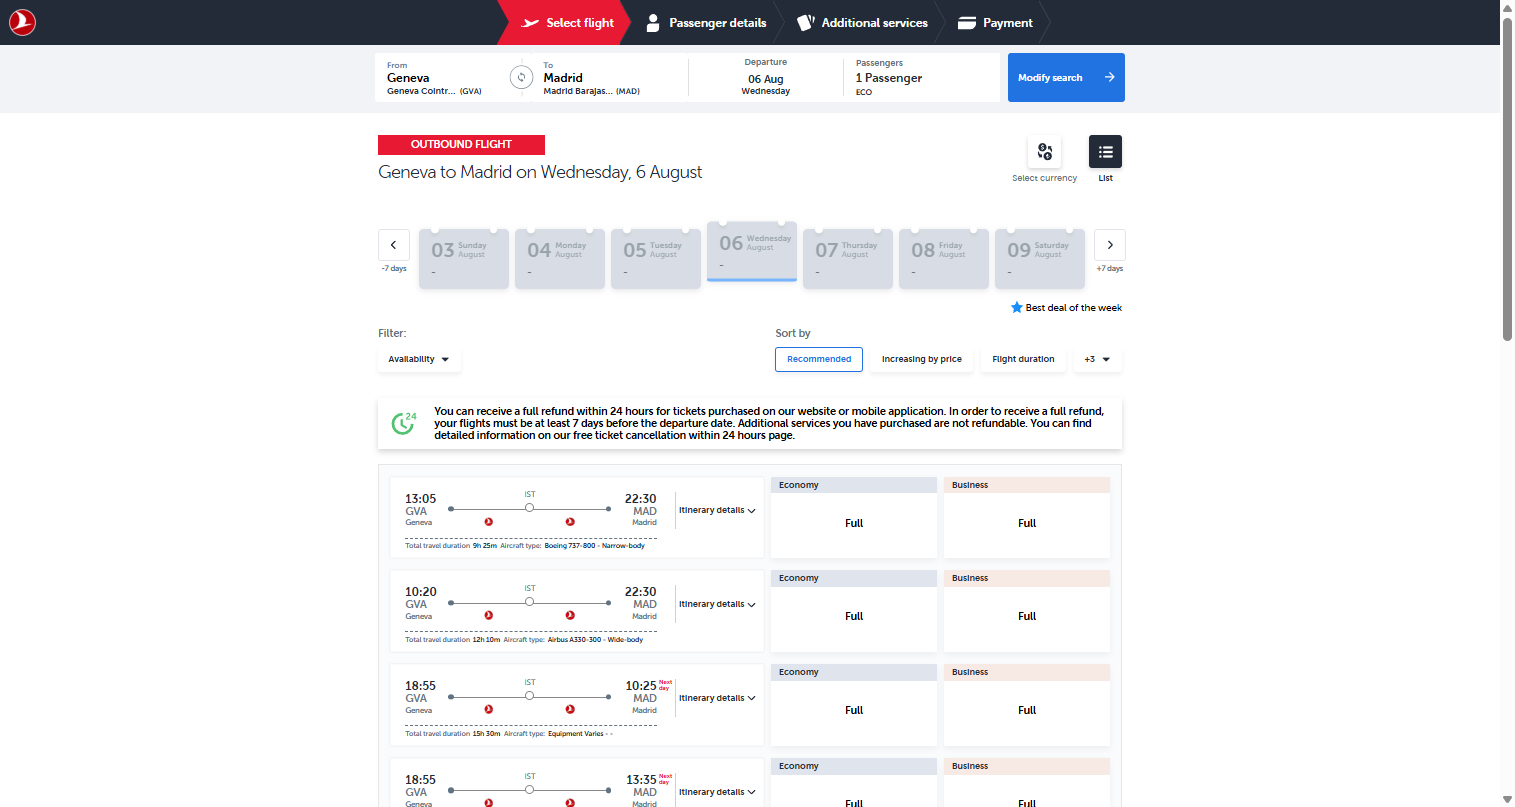 Select flight
Passenger details
Additional services
Payment
From
Geneva
Geneva Cointr... (GVA)
To
Madrid
Madrid Barajas... (MAD)
Departure
06 Aug
Wednesday
Passengers
1 Passenger
ECO
Modify search
OUTBOUND FLIGHT
Geneva to Madrid on Wednesday, 6 August
Select currency
List
-7 days
03 Sunday August
-
04 Monday August
-
05 Tuesday August
-
06 Wednesday August
-
07 Thursday August
-
08 Friday August
-
09 Saturday August
-
+7 days
Best deal of the week
Filter:
Availability
Sort by
Recommended
Increasing by price
Flight duration
+3
24
You can receive a full refund within 24 hours for tickets purchased on our website or mobile application. In order to receive a full refund,
your flights must be at least 7 days before the departure date. Additional services you have purchased are not refundable. You can find
detailed information on our free ticket cancellation within 24 hours page.
13:05
GVA
Geneva
IST
22:30
MAD
Madrid
Itinerary details
Total travel duration 9h 25m Aircraft type: Boeing 737-800 - Narrow-body
Economy
Full
Business
Full
10:20
GVA
Geneva
IST
22:30
MAD
Madrid
Itinerary details
Total travel duration 12h 10m Aircraft type: Airbus A330-300 - Wide-body
Economy
Full
Business
Full
18:55
GVA
Geneva
IST
10:25 Next day
MAD
Madrid
Itinerary details
Total travel duration 15h 30m Aircraft type: Equipment Varies - -
Economy
Full
Business
Full
18:55
GVA
Geneva
IST
13:35 Next day
MAD
Madrid
Itinerary details
Economy
Full
Business
Full